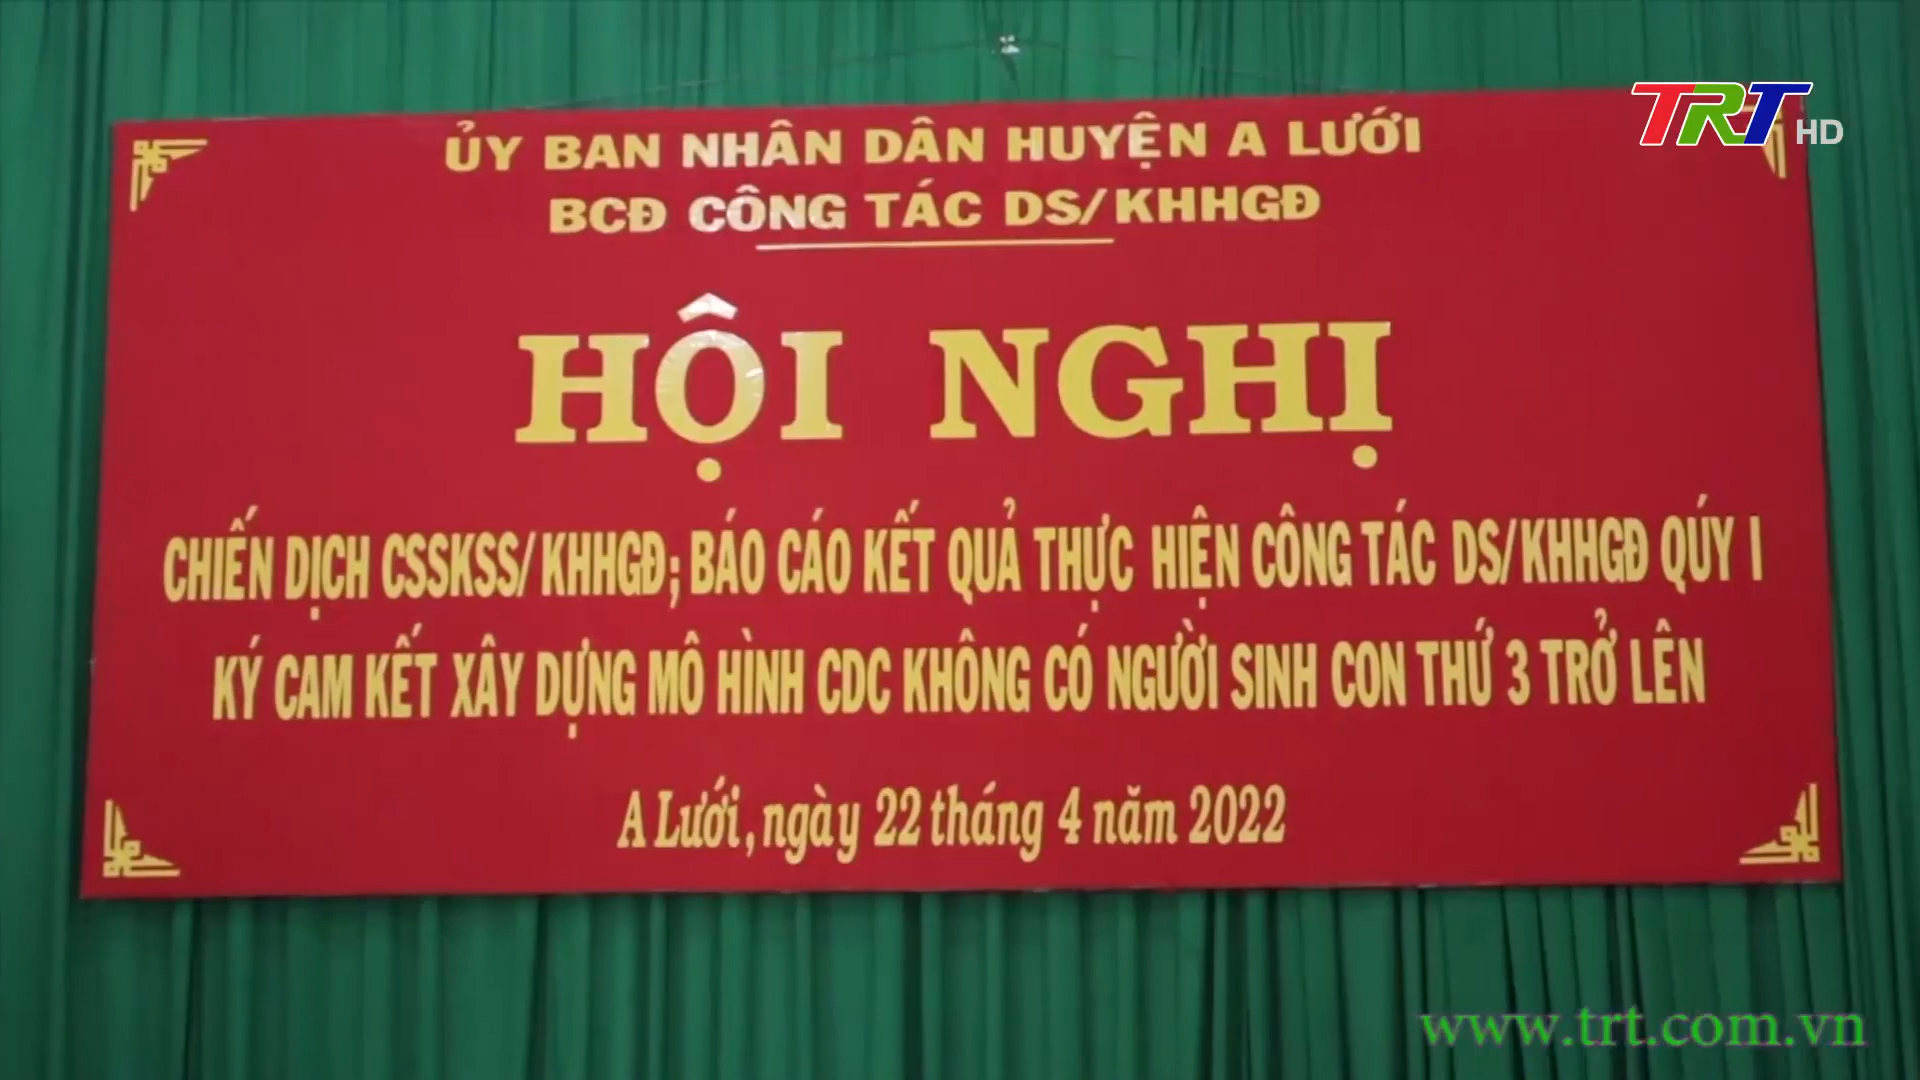 TRT HD
ỦY BAN NHÂN DÂN HUYỆN A LƯỚI
BCĐ CÔNG TÁC DS/KHHGĐ
HỘI NGHỊ
CHIẾN DỊCH CSSKSS/KHHGĐ; BÁO CÁO KẾT QUẢ THỰC HIỆN CÔNG TÁC DS/KHHGĐ QÚY I
KÝ CAM KẾT XÂY DỰNG MÔ HÌNH CDC KHÔNG CÓ NGƯỜI SINH CON THỨ 3 TRỞ LÊN
A Lưới, ngày 22 tháng 4 năm 2022
www.trt.com.vn